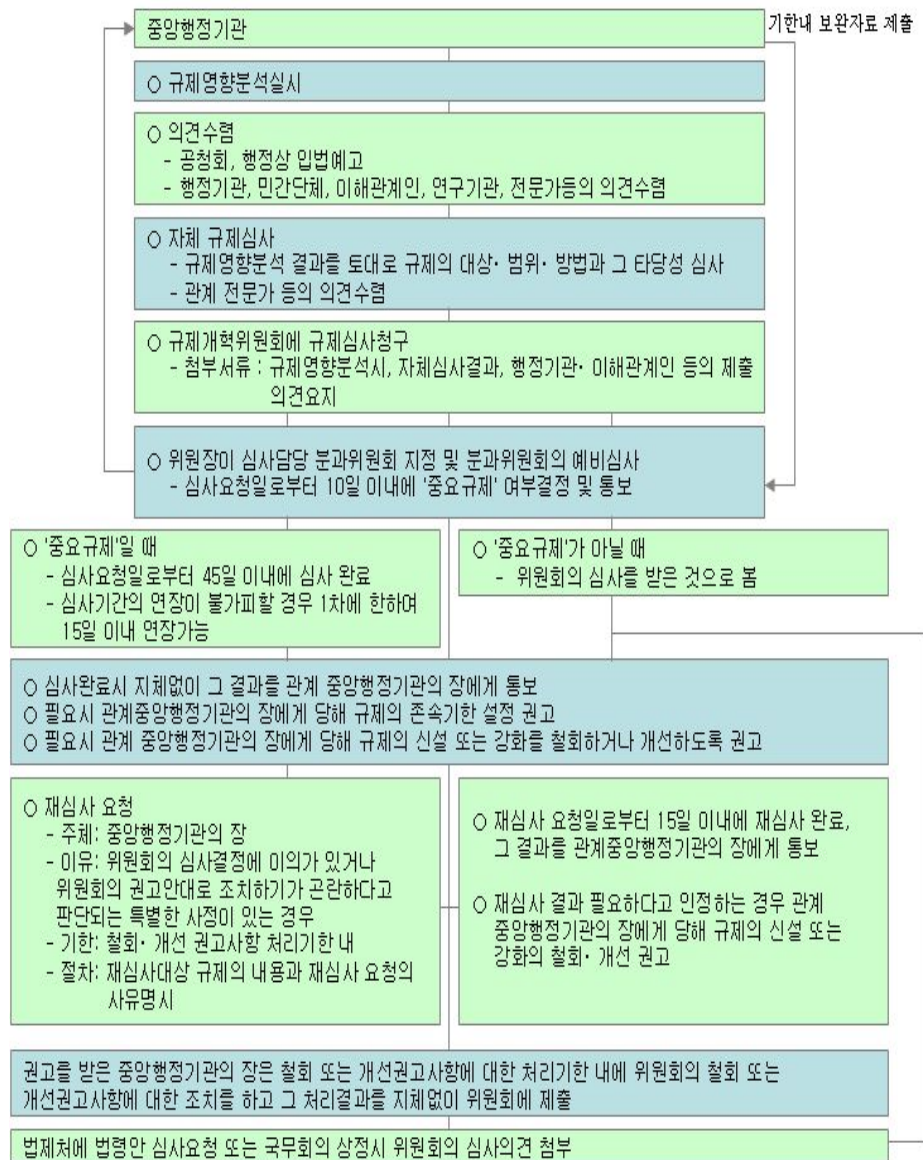 중앙행정기관
기한내 보완자료 제출
○ 규제영향분석실시
○ 의견수렴
- 공청회, 행정상 입법예고
- 행정기관, 민간단체, 이해관계인, 연구기관, 전문가등의 의견수렴
○ 자체 규제심사
- 규제영향분석 결과를 토대로 규제의 대상· 범위· 방법과 그 타당성 심사
- 관계 전문가 등의 의견수렴
○ 규제개혁위원회에 규제심사청구
- 첨부서류 : 규제영향분석시, 자체심사결과, 행정기관· 이해관계인 등의 제출
의견요지
○ 위원장이 심사담당 분과위원회 지정 및 분과위원회의 예비심사
- 심사요청일로부터 10일 이내에 '중요규제' 여부결정 및 통보
○ '중요규제'일 때
- 심사요청일로부터 45일 이내에 심사 완료
- 심사기간의 연장이 불가피할 경우 1차에 한하여
15일 이내 연장가능
○ '중요규제'가 아닐 때
- 위원회의 심사를 받은 것으로 봄
○ 심사완료시 지체없이 그 결과를 관계 중앙행정기관의 장에게 통보
○ 필요시 관계중앙행정기관의 장에게 당해 규제의 존속기한 설정 권고
○ 필요시 관계 중앙행정기관의 장에게 당해 규제의 신설 또는 강화를 철회하거나 개선하도록 권고
○ 재심사 요청
- 주체: 중앙행정기관의 장
- 이유: 위원회의 심사결정에 이의가 있거나
위원회의 권고안대로 조치하기가 곤란하다고
판단되는 특별한 사정이 있는 경우
- 기한: 철회· 개선 권고사항 처리기한 내
- 절차: 재심사대상 규제의 내용과 재심사 요청의
사유명시
○ 재심사 요청일로부터 15일 이내에 재심사 완료,
그 결과를 관계중앙행정기관의 장에게 통보
○ 재심사 결과 필요하다고 인정하는 경우 관계
중앙행정기관의 장에게 당해 규제의 신설 또는
강화의 철회· 개선 권고
권고를 받은 중앙행정기관의 장은 철회 또는 개선권고사항에 대한 처리기한 내에 위원회의 철회 또는
개선권고사항에 대한 조치를 하고 그 처리결과를 지체없이 위원회에 제출
법제처에 법령안 심사요청 또는 국무회의 상정시 위원회의 심사의견 첨부